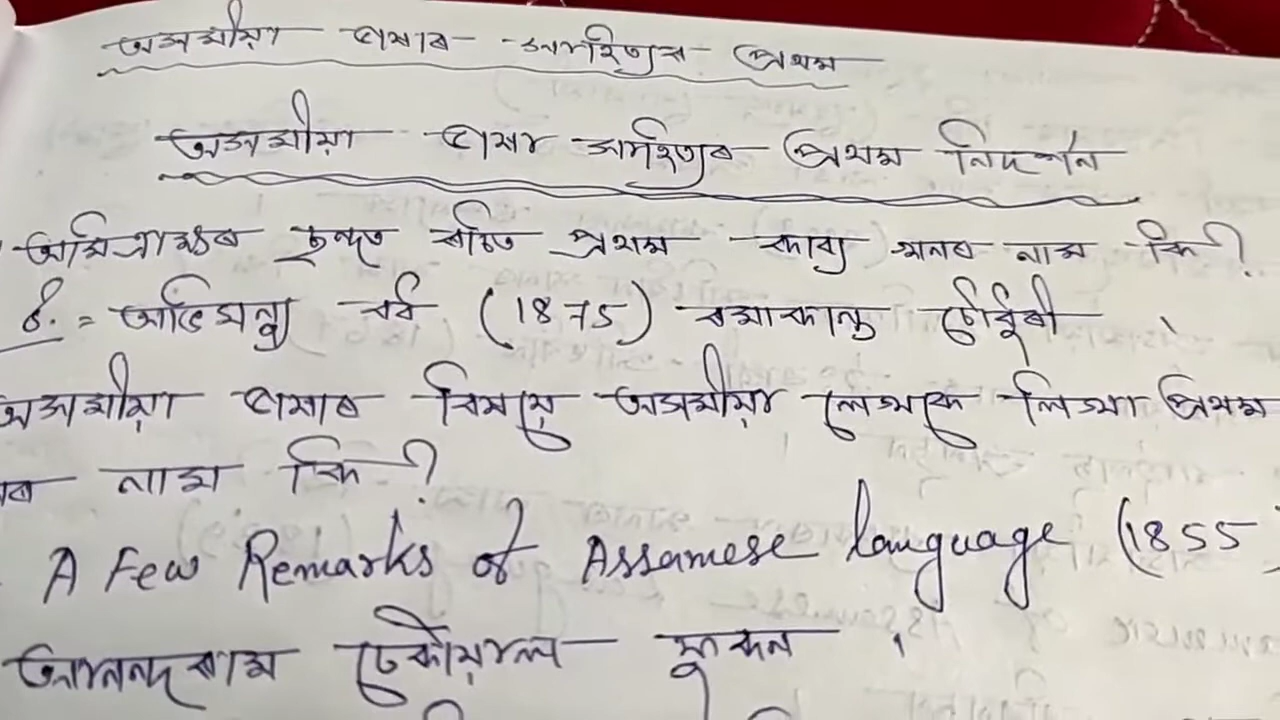 অসমীয়া ভাষাৰ সাহিত্যৰ প্ৰথম
অসমীয়া ভাষা সাহিত্যৰ প্ৰথম নিদৰ্শন
অমিত্ৰাক্ষৰ ছন্দত ৰচিত প্ৰথম কাব্য খনৰ নাম কি?
উ. = অভিমন্যু বধ (1875) ৰমাকান্ত চৌধুৰী ।
অসমীয়া ভাষাৰ বিষয়ে অসমীয়া লেখকে লিখা প্ৰথম
নাম কি?
A Few Remarks of Assamese language (1855)
আনন্দৰাম ঢেকীয়াল ফুকন ।